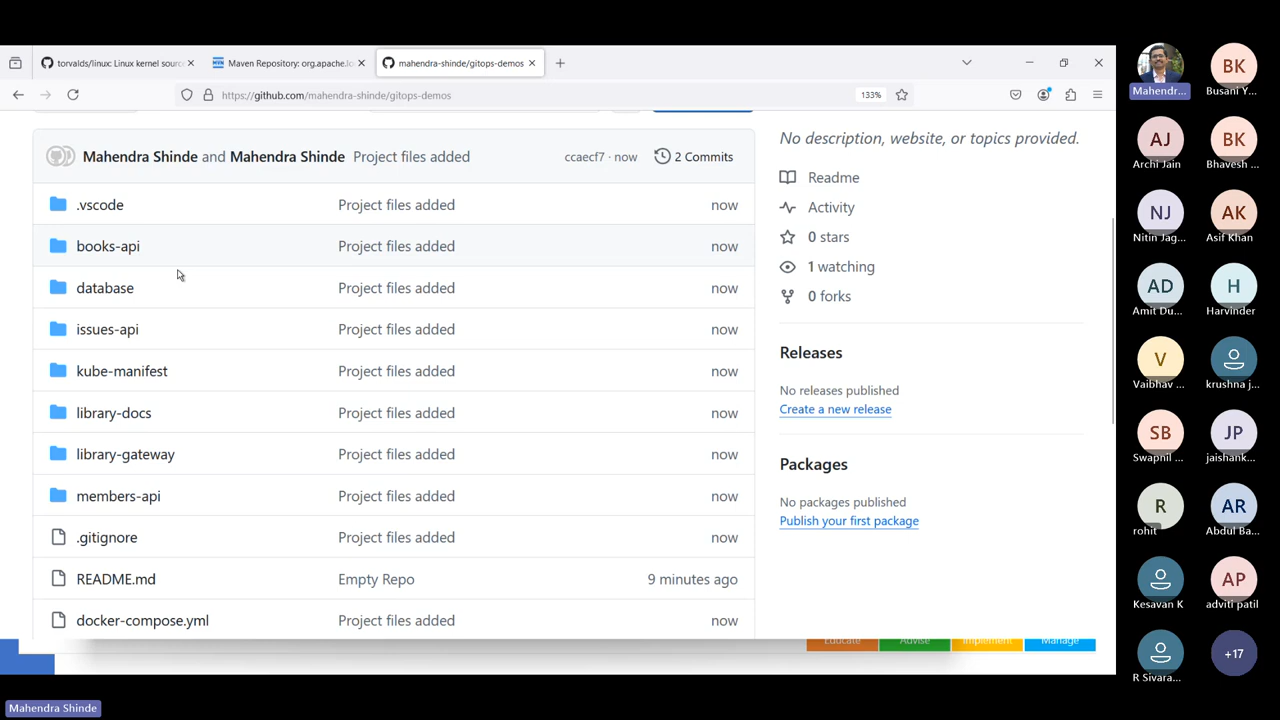 torvalds/linux: Linux kernel sourc
Maven Repository: org.apache.lo
mahendra-shinde/gitops-demos
https://github.com/mahendra-shinde/gitops-demos
133%
Mahendra Shinde and Mahendra Shinde Project files added
ccaecf7 · now
2 Commits
.vscode Project files added now
books-api Project files added now
database Project files added now
issues-api Project files added now
kube-manifest Project files added now
library-docs Project files added now
library-gateway Project files added now
members-api Project files added now
.gitignore Project files added now
README.md Empty Repo 9 minutes ago
docker-compose.yml Project files added now
No description, website, or topics provided.
Readme
Activity
0 stars
1 watching
0 forks
Releases
No releases published
Create a new release
Packages
No packages published
Publish your first package
Educate Advise Implement Manage
Mahendr...
BK
Busani Y...
AJ
Archi Jain
BK
Bhavesh ...
NJ
Nitin Jag...
AK
Asif Khan
AD
Amit Du...
H
Harvinder
V
Vaibhav ...
krushna j...
SB
Swapnil ...
JP
jaishank...
R
rohit
AR
Abdul Ba...
Kesavan K
AP
adviti patil
R Sivara...
+17
Mahendra Shinde